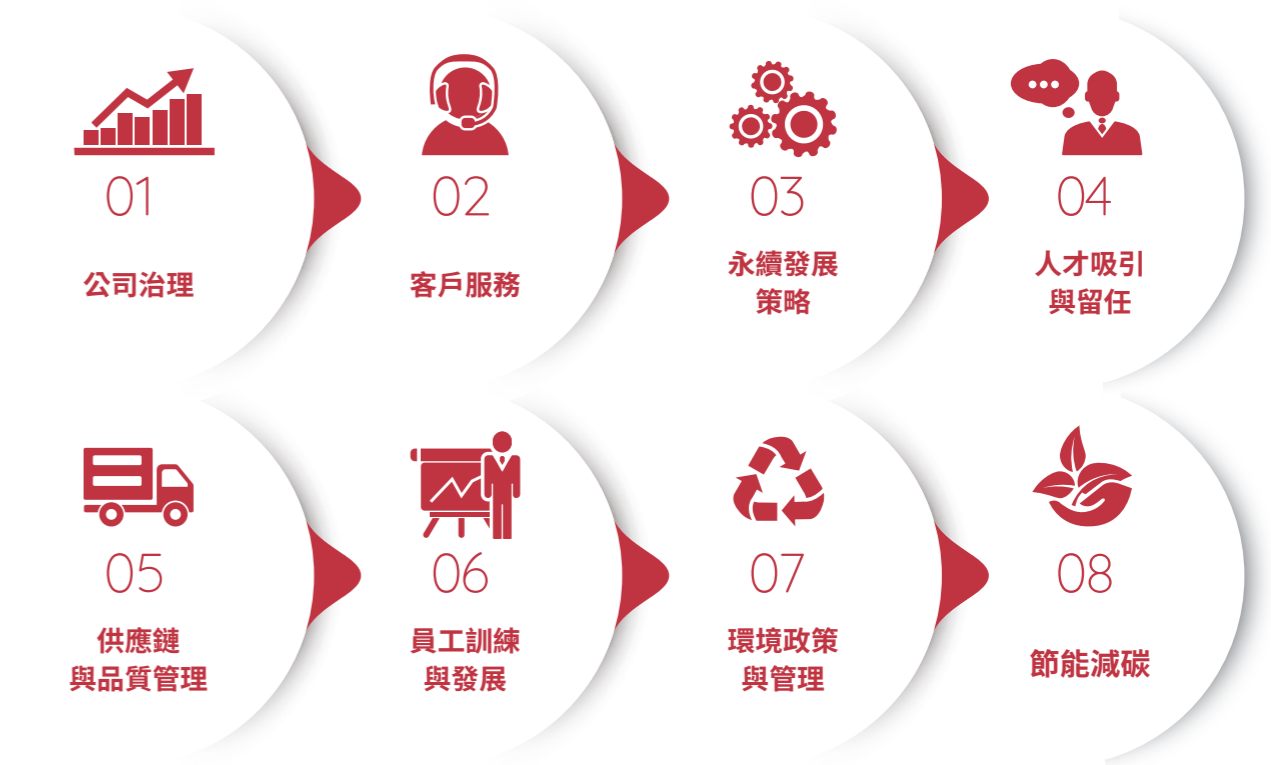 01
公司治理
02
客戶服務
03
永續發展
策略
04
人才吸引
與留任
05
供應鏈
與品質管理
06
員工訓練
與發展
07
環境政策
與管理
08
節能減碳